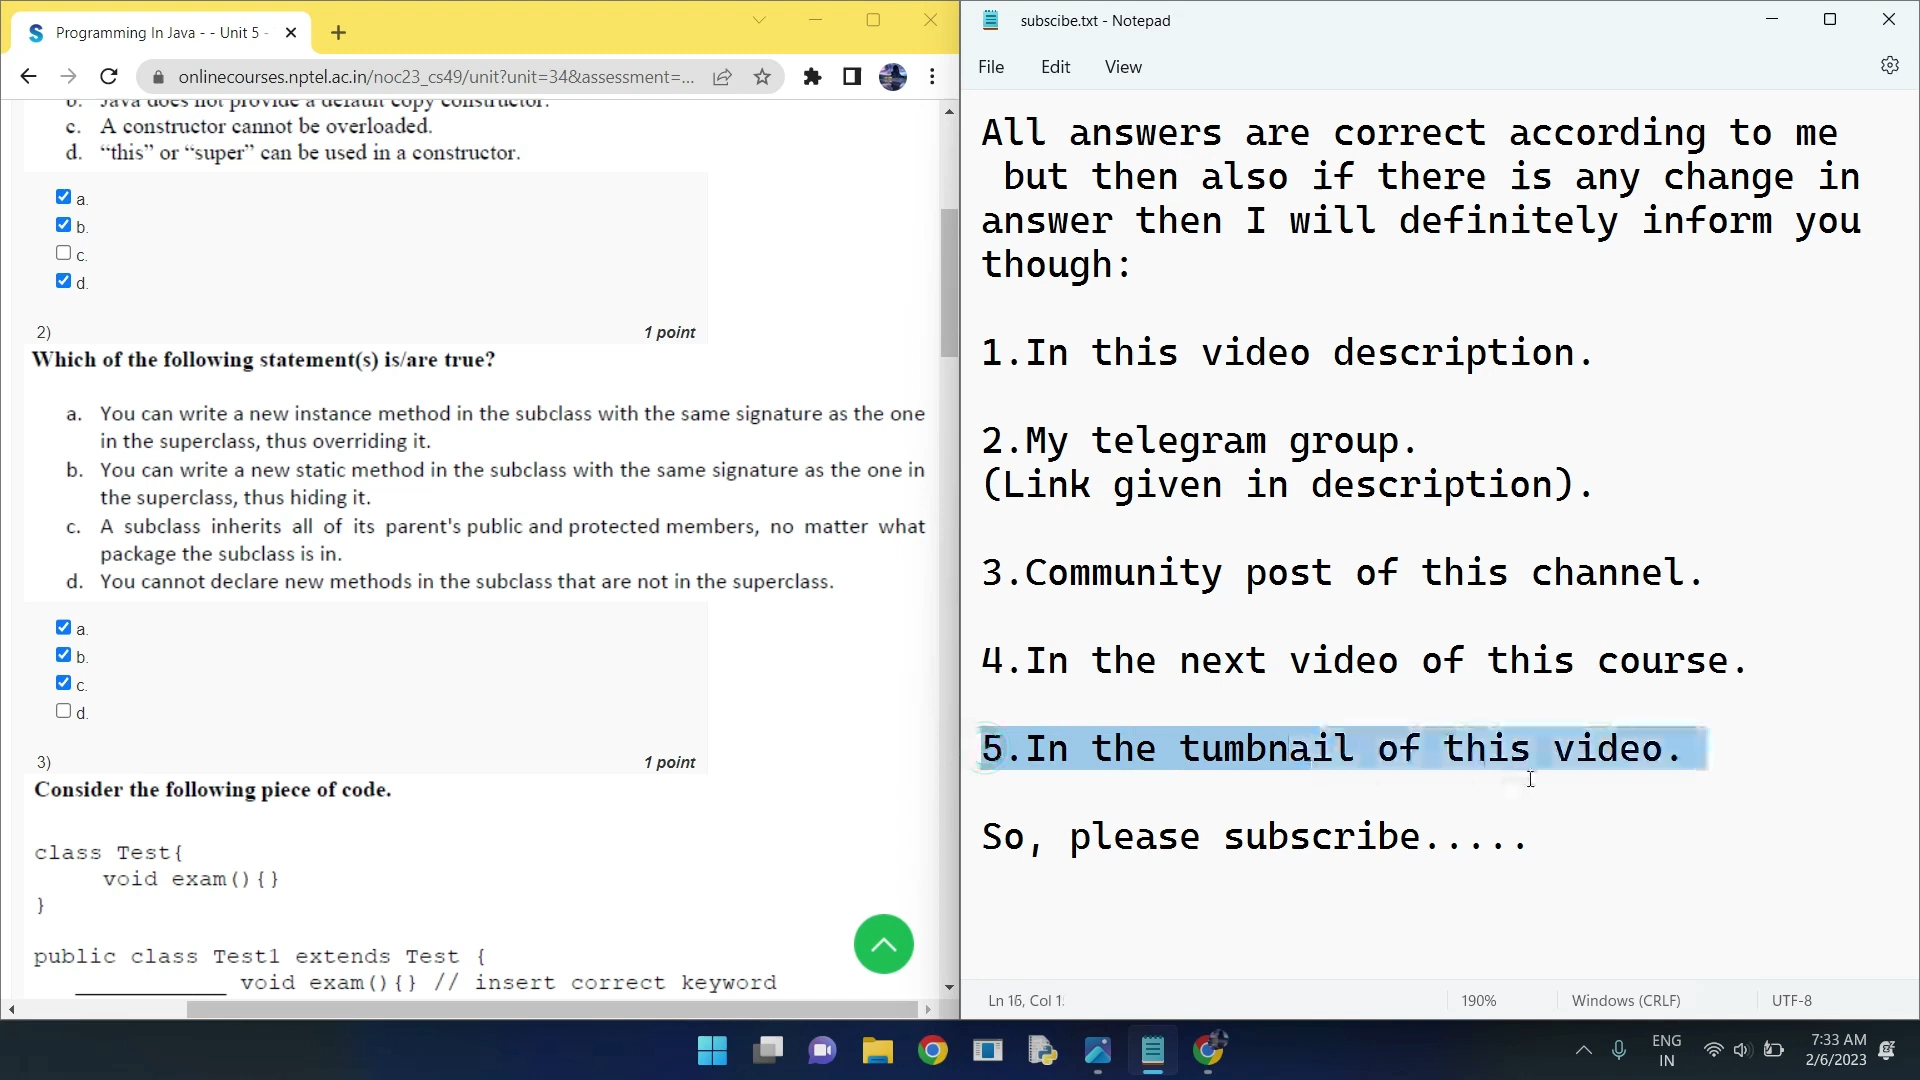 Programming In Java - - Unit 5 -
onlinecourses.nptel.ac.in/noc23_cs49/unit?unit=34&assessment=...
b. Java does not provide a default copy constructor.
c. A constructor cannot be overloaded.
d. “this” or “super” can be used in a constructor.
a.
b.
c.
d.
2)
1 point
Which of the following statement(s) is/are true?
a. You can write a new instance method in the subclass with the same signature as the one
in the superclass, thus overriding it.
b. You can write a new static method in the subclass with the same signature as the one in
the superclass, thus hiding it.
c. A subclass inherits all of its parent's public and protected members, no matter what
package the subclass is in.
d. You cannot declare new methods in the subclass that are not in the superclass.
a.
b.
c.
d.
3)
1 point
Consider the following piece of code.
class Test{
void exam(){}
}
public class Test1 extends Test {
____________ void exam(){} // insert correct keyword
subscibe.txt - Notepad
File Edit View
All answers are correct according to me
but then also if there is any change in
answer then I will definitely inform you
though:
1.In this video description.
2.My telegram group.
(Link given in description).
3.Community post of this channel.
4.In the next video of this course.
5.In the tumbnail of this video.
So, please subscribe.....
Ln 16, Col 1
190%
Windows (CRLF)
UTF-8
ENG
IN
7:33 AM
2/6/2023